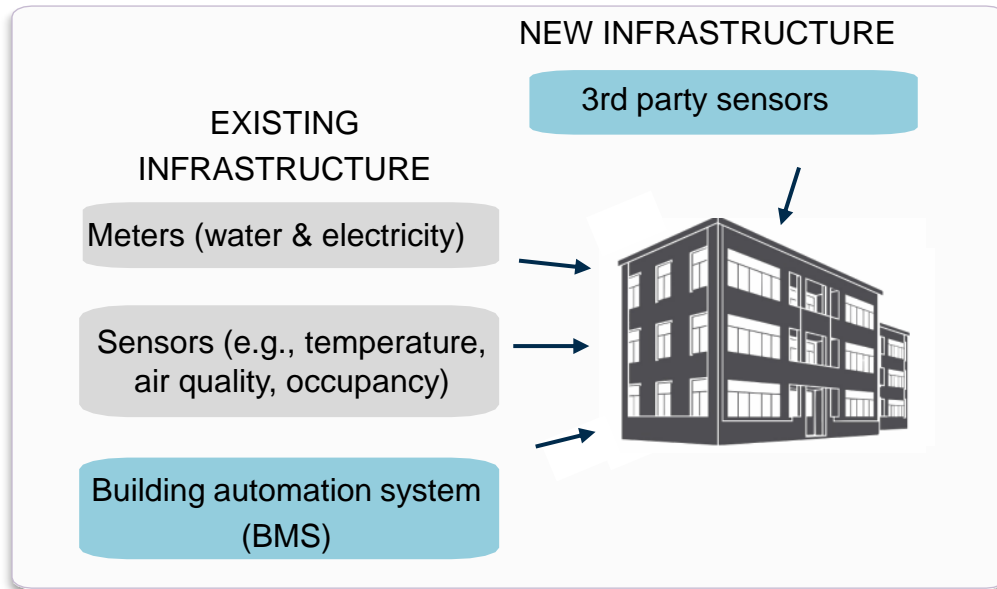 NEW INFRASTRUCTURE
3rd party sensors
EXISTING
INFRASTRUCTURE
Meters (water & electricity)
Sensors (e.g., temperature,
air quality, occupancy)
Building automation system
(BMS)